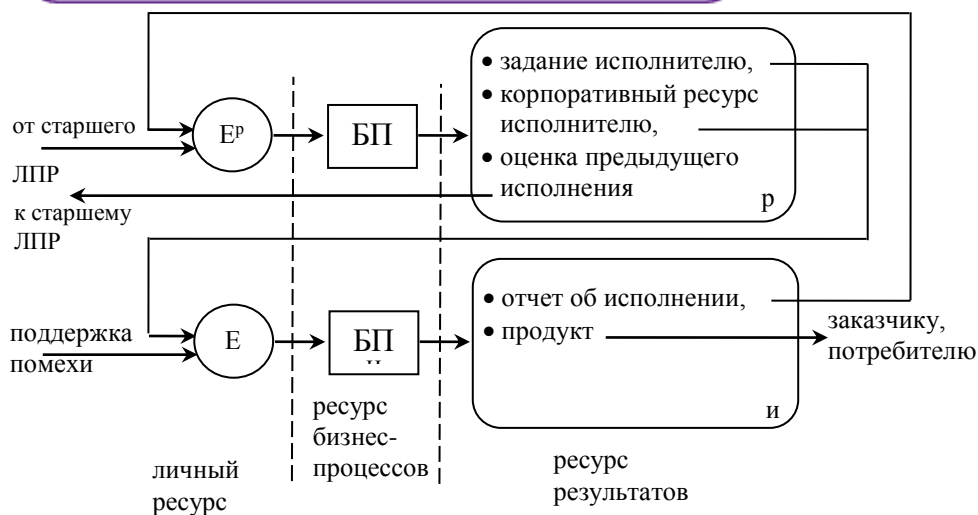 • задание исполнителю,
• корпоративный ресурс
исполнителю,
• оценка предыдущего
исполнения
р
от старшего
ЛПР
к старшему
ЛПР
Eᵖ
БП
• отчет об исполнении,
• продукт
и
заказчику,
потребителю
поддержка
помехи
E
БП
ресурс
бизнес-
процессов
личный
ресурс
ресурс
результатов